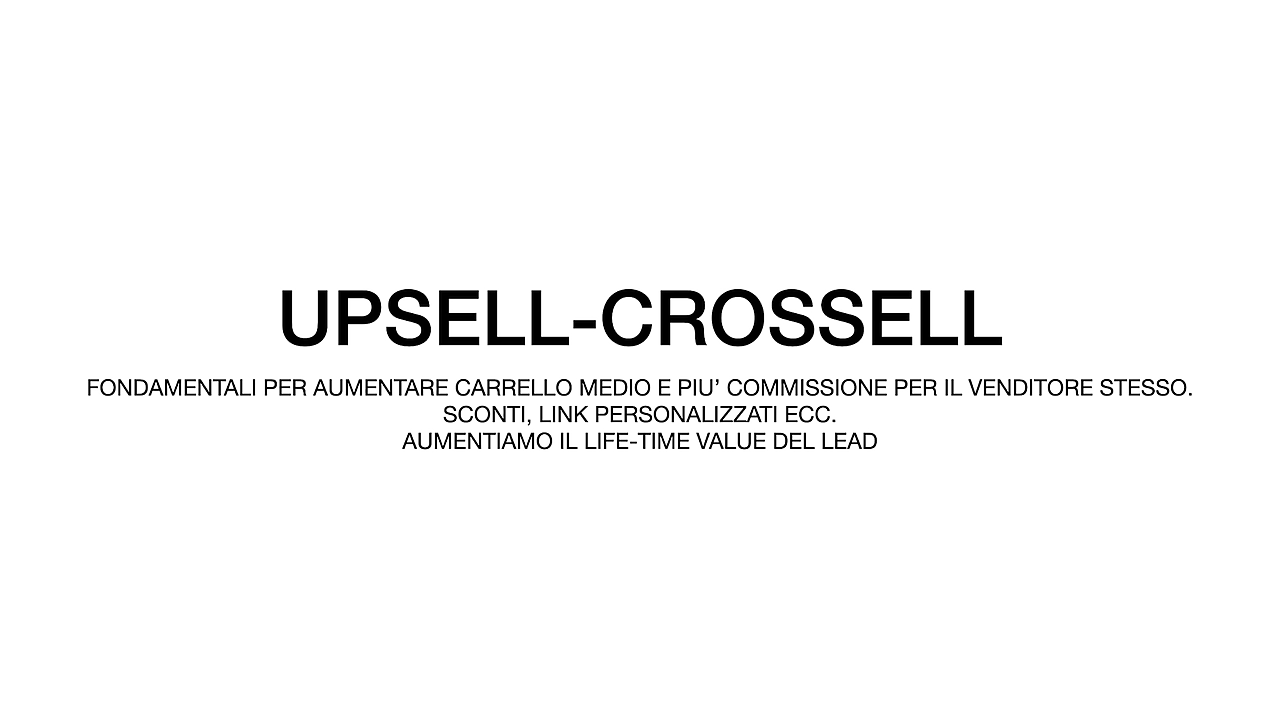 UPSELL-CROSSELL
FONDAMENTALI PER AUMENTARE CARRELLO MEDIO E PIU’ COMMISSIONE PER IL VENDITORE STESSO.
SCONTI, LINK PERSONALIZZATI ECC.
AUMENTIAMO IL LIFE-TIME VALUE DEL LEAD